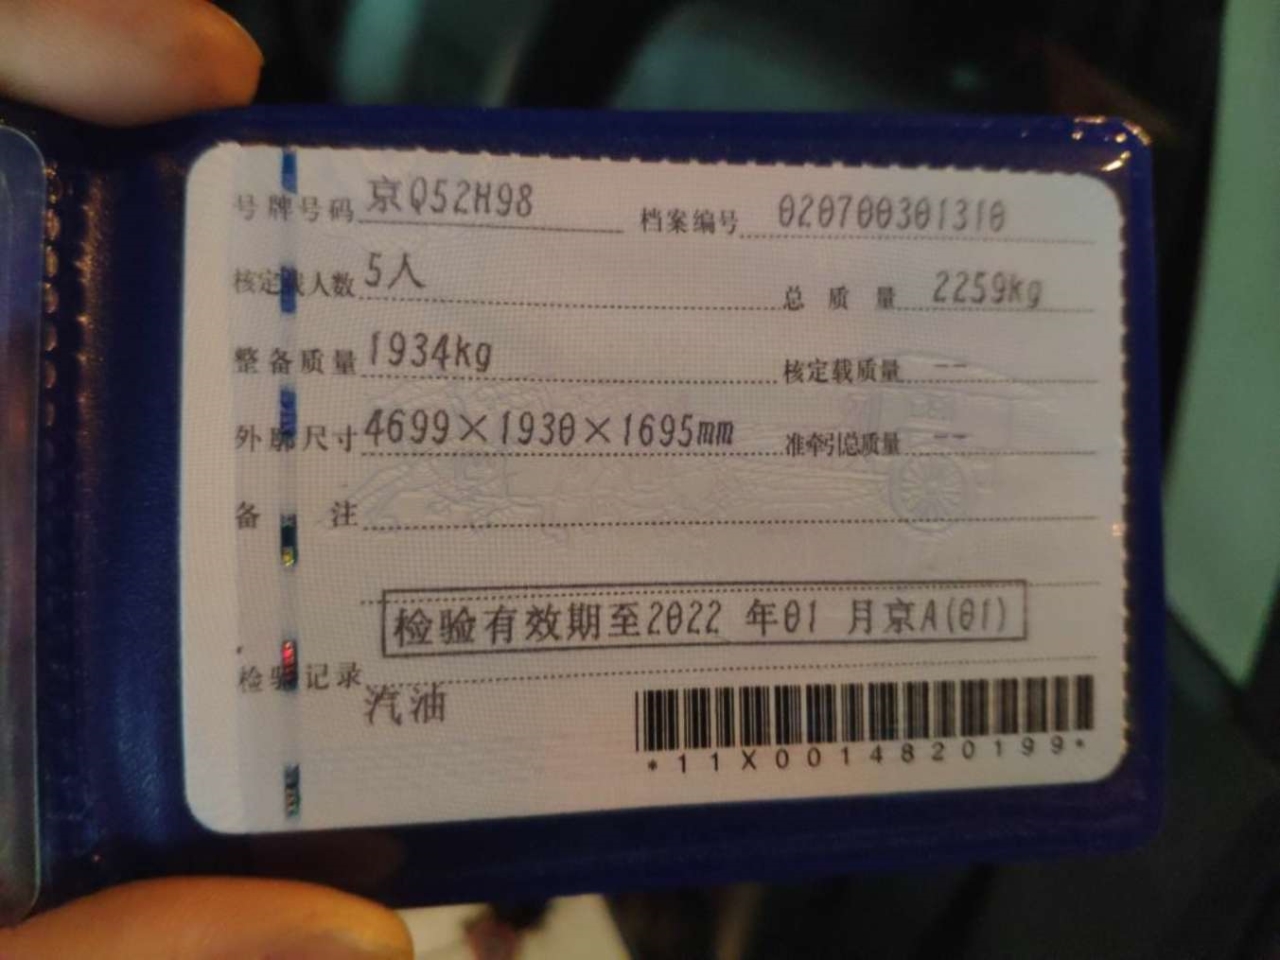 号牌号码 京Q52H98 档案编号 020700301310
核定载人数 5人 总质量 2259kg
整备质量 1934kg 核定载质量 --
外廓尺寸 4699×1930×1695mm 准牵引总质量 --
备注
检验有效期至2022 年01 月京A(01)
检验记录
汽油
*11X0014820199*